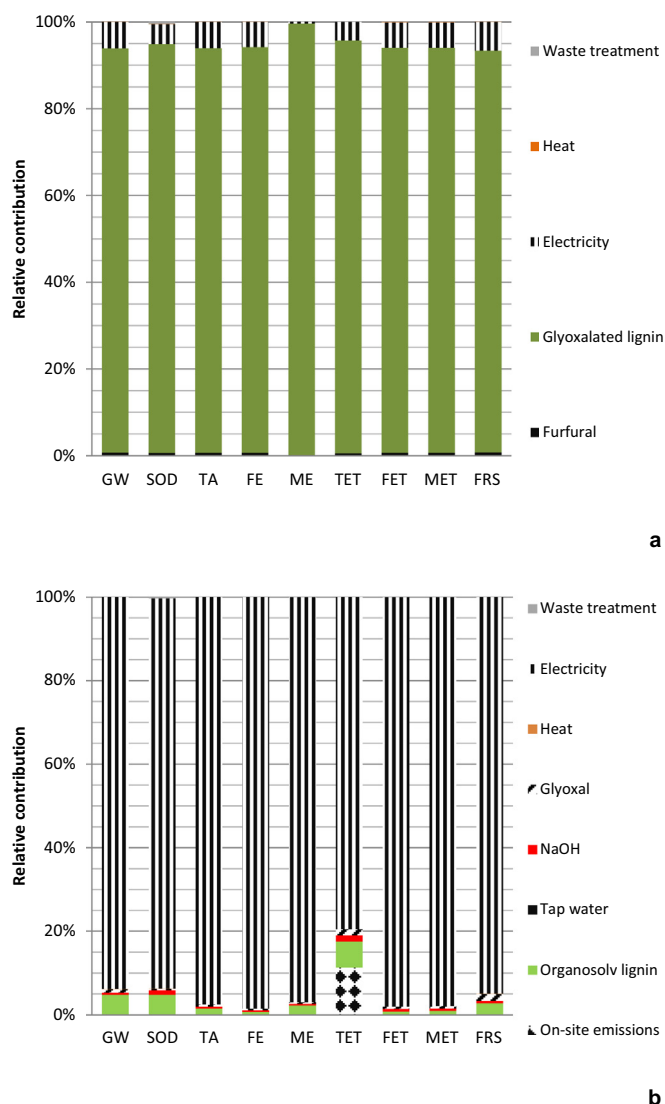 100%
80%
60%
40%
20%
0%
Relative contribution
GW SOD TA FE ME TET FET MET FRS
Waste treatment
Heat
Electricity
Glyoxalated lignin
Furfural
a
100%
80%
60%
40%
20%
0%
Relative contribution
GW SOD TA FE ME TET FET MET FRS
Waste treatment
Electricity
Heat
Glyoxal
NaOH
Tap water
Organosolv lignin
On-site emissions
b